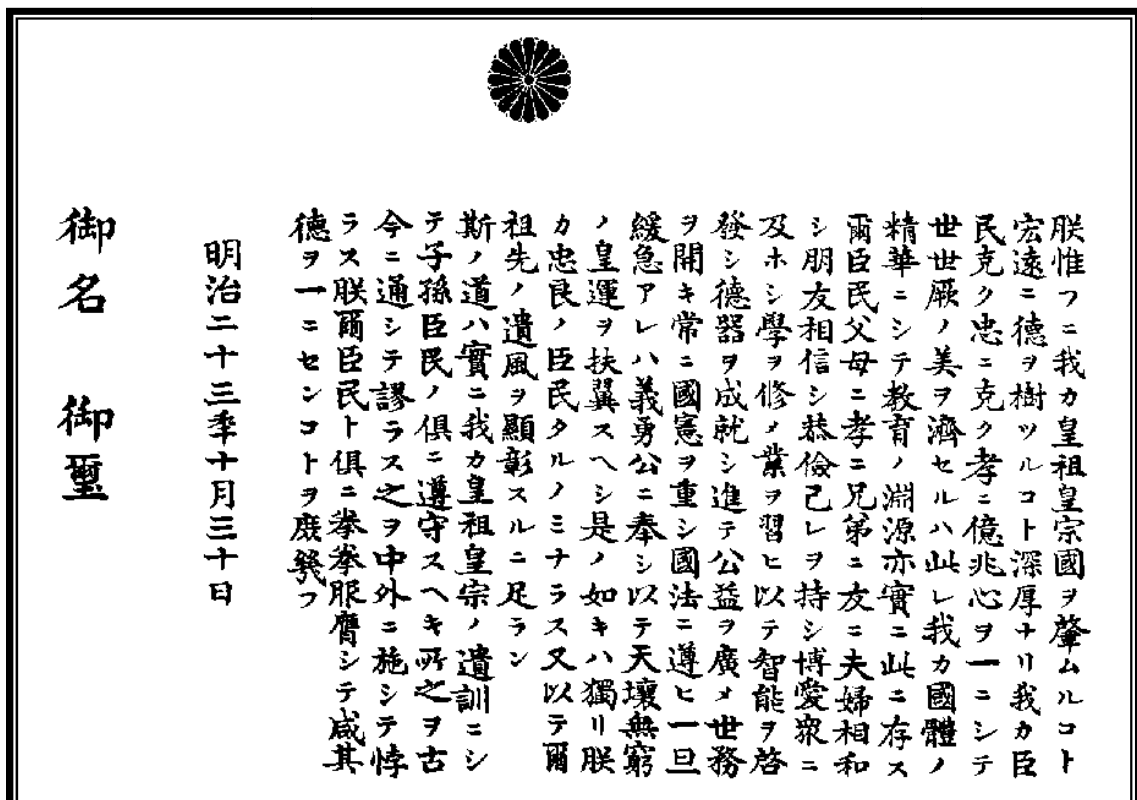 朕惟フニ我カ皇祖皇宗國ヲ肇ムルコト
宏遠ニ德ヲ樹ツルコト深厚ナリ我カ臣
民克ク忠ニ克ク孝ニ億兆心ヲ一ニシテ
世世厥ノ美ヲ濟セルハ此レ我カ國體ノ
精華ニシテ教育ノ淵源亦實ニ此ニ存ス
爾臣民父母ニ孝ニ兄弟ニ友ニ夫婦相和
シ朋友相信シ恭儉己レヲ持シ博愛衆ニ
及ホシ學ヲ修メ業ヲ習ヒ以テ智能ヲ啓
發シ德器ヲ成就シ進テ公益ヲ廣メ世務
ヲ開キ常ニ國憲ヲ重シ國法ニ遵ヒ一旦
緩急アレハ義勇公ニ奉シ以テ天壤無窮
ノ皇運ヲ扶翼スヘシ是ノ如キハ獨リ朕
カ忠良ノ臣民タルノミナラス又以テ爾
祖先ノ遺風ヲ顯彰スルニ足ラン
斯ノ道ハ實ニ我カ皇祖皇宗ノ遺訓ニシ
テ子孫臣民ノ俱ニ遵守スヘキ所之ヲ古
今ニ通シテ謬ラス之ヲ中外ニ施シテ悖
ラス朕爾臣民ト俱ニ拳拳服膺シテ咸其
德ヲ一ニセンコトヲ庶幾フ
明治二十三年十月三十日
御名 御璽